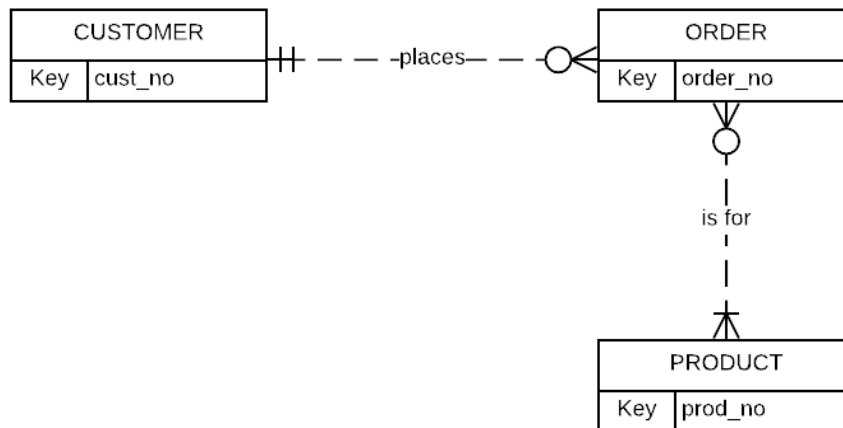 CUSTOMER
Key cust_no
places
ORDER
Key order_no
is for
PRODUCT
Key prod_no